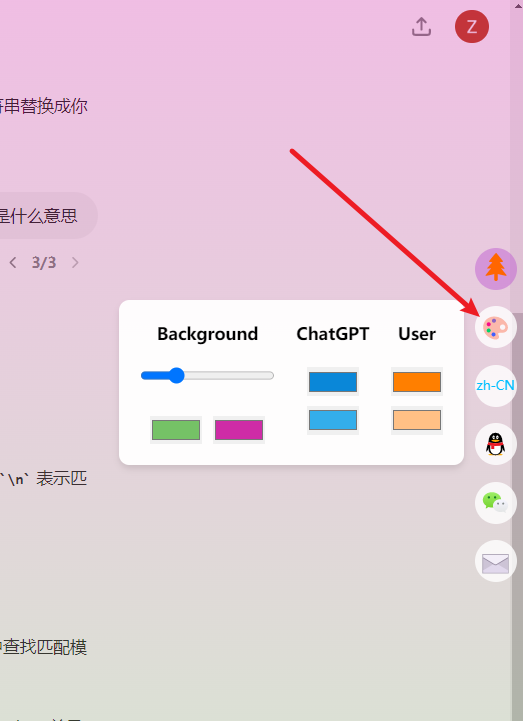 Z
符串替换成你
是什么意思
3/3
Background ChatGPT User
zh-CN
`\n` 表示匹
中查找匹配模